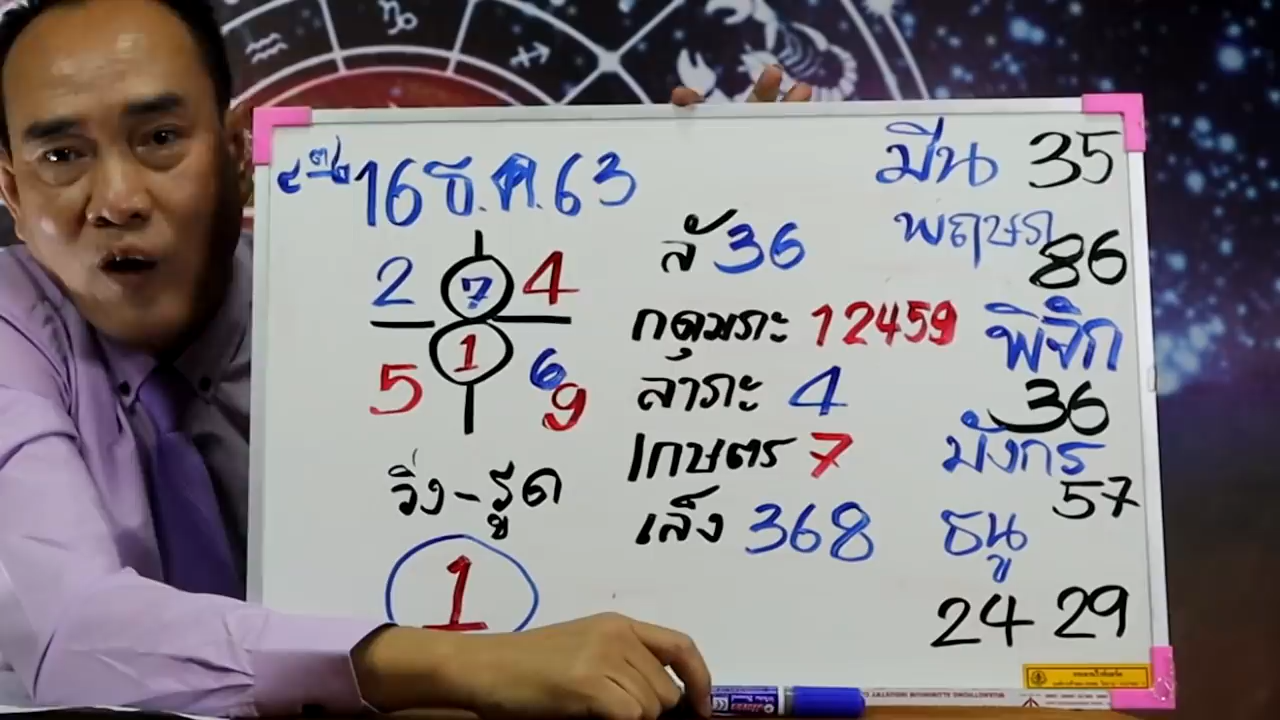 16 ธ.ค.63
2 7 4
5 1 6 9
วิ่ง-รูด
1
ลั 36
กดุมภะ 12459
ลาภะ 4
เกษตร 7
เล็ง 368
มีน 35
พฤษภ
86
พิจิก
36
มังกร
57
ธนู
24 29